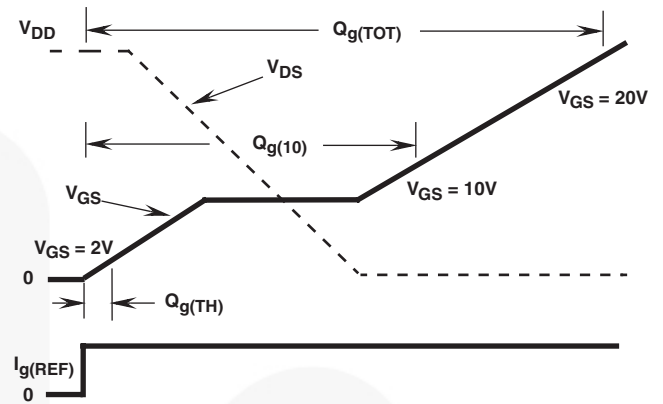 V_DD
Q_g(TOT)
V_DS
V_GS = 20V
Q_g(10)
V_GS
V_GS = 10V
V_GS = 2V
0
Q_g(TH)
I_g(REF)
0